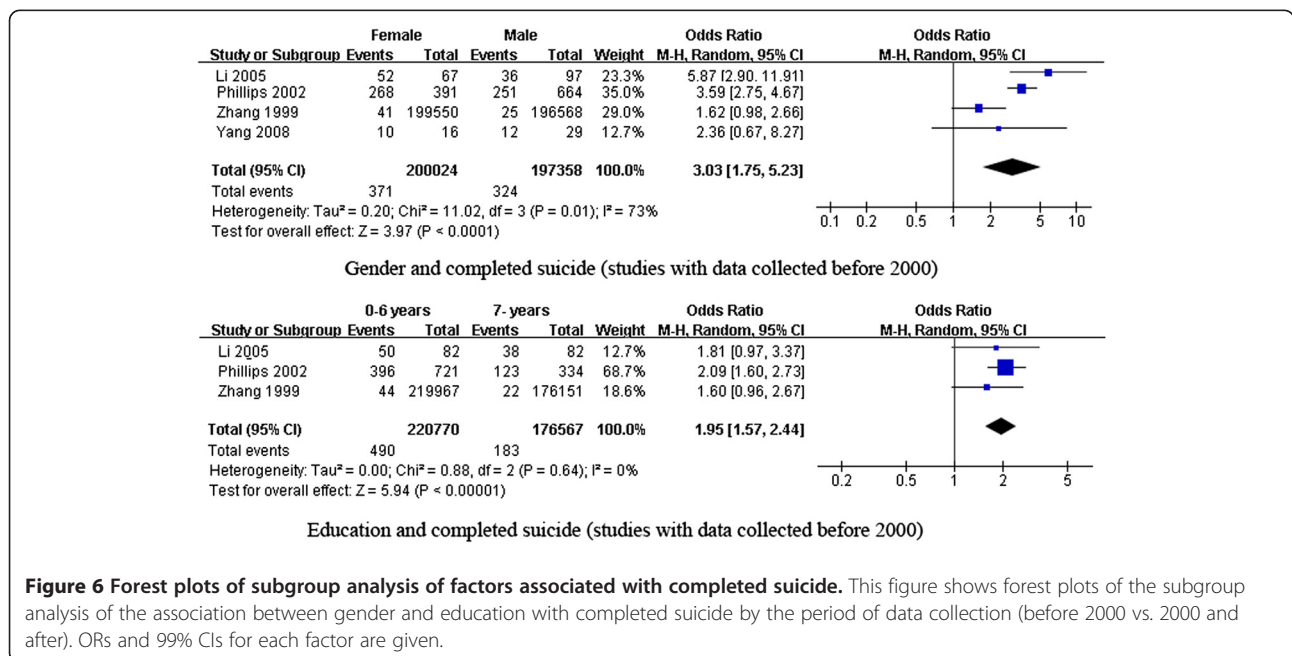 Female Male Odds Ratio Odds Ratio
Study or Subgroup Events Total Events Total Weight M-H, Random, 95% CI M-H, Random, 95% CI
Li 2005 52 67 36 97 23.3% 5.87 [2.90. 11.91]
Phillips 2002 268 391 251 664 35.0% 3.59 [2.75, 4.67]
Zhang 1999 41 199550 25 196568 29.0% 1.62 [0.98, 2.66]
Yang 2008 10 16 12 29 12.7% 2.36 [0.67, 8.27]
Total (95% CI) 200024 197358 100.0% 3.03 [1.75, 5.23]
Total events 371 324
Heterogeneity: Tau² = 0.20; Chi² = 11.02, df = 3 (P = 0.01); I² = 73%
Test for overall effect: Z = 3.97 (P < 0.0001)
0.1 0.2 0.5 1 2 5 10
Gender and completed suicide (studies with data collected before 2000)
0-6 years 7- years Odds Ratio Odds Ratio
Study or Subgroup Events Total Events Total Weight M-H, Random, 95% CI M-H, Random, 95% CI
Li 2005 50 82 38 82 12.7% 1.81 [0.97, 3.37]
Phillips 2002 396 721 123 334 68.7% 2.09 [1.60, 2.73]
Zhang 1999 44 219967 22 176151 18.6% 1.60 [0.96, 2.67]
Total (95% CI) 220770 176567 100.0% 1.95 [1.57, 2.44]
Total events 490 183
Heterogeneity: Tau² = 0.00; Chi² = 0.88, df = 2 (P = 0.64); I² = 0%
Test for overall effect: Z = 5.94 (P < 0.00001)
0.2 0.5 1 2 5
Education and completed suicide (studies with data collected before 2000)
Figure 6 Forest plots of subgroup analysis of factors associated with completed suicide. This figure shows forest plots of the subgroup
analysis of the association between gender and education with completed suicide by the period of data collection (before 2000 vs. 2000 and
after). ORs and 99% CIs for each factor are given.